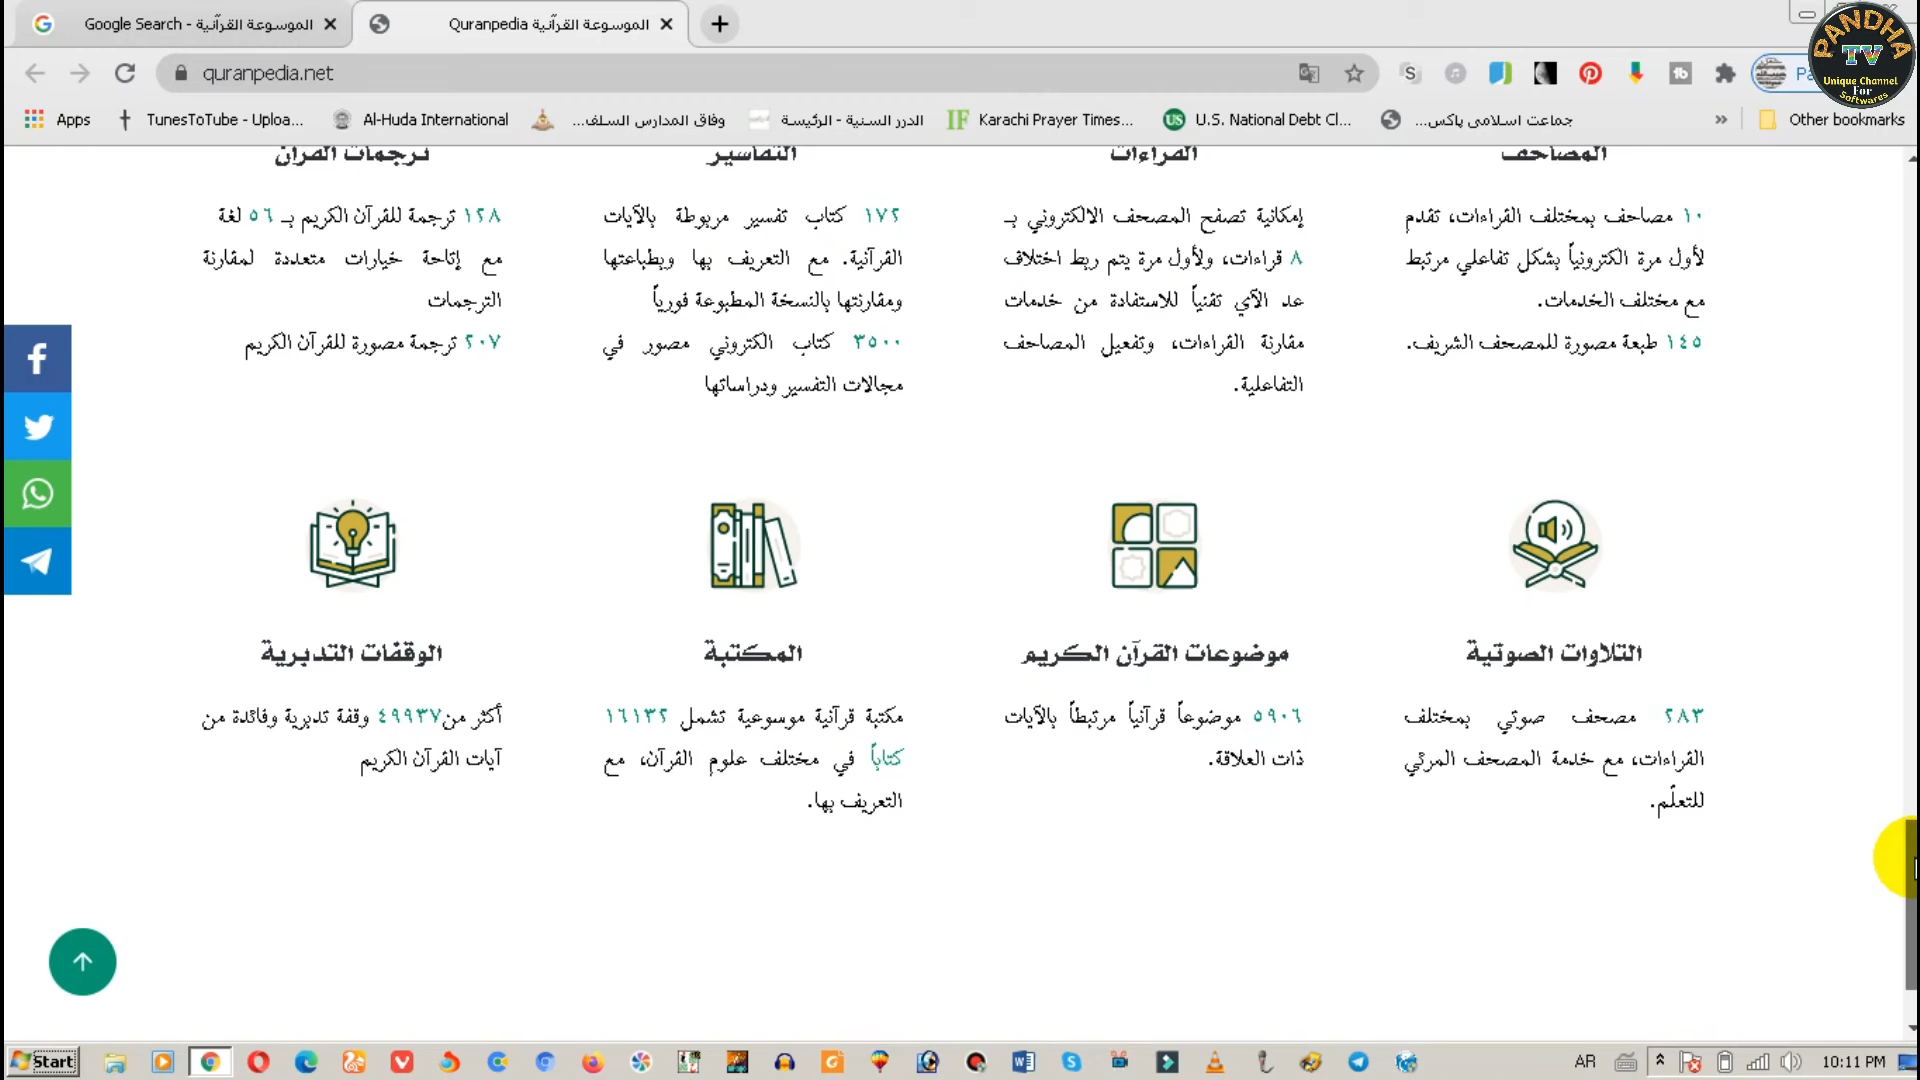 الموسوعة القرآنية - Google Search
الموسوعة القرآنية Quranpedia
PANDHA
TV
Unique Channel
For
Softwares
quranpedia.net
Apps
TunesToTube - Uploa...
Al-Huda International
وفاق المدارس السلف...
الدرر السنية - الرئيسة
Karachi Prayer Times...
U.S. National Debt Cl...
جماعت اسلامی پاکس...
Other bookmarks
المصاحف
١٠ مصاحف بمختلف القراءات، تقدم
لأول مرة الكترونياً بشكل تفاعلي مرتبط
مع مختلف الخدمات.
١٤٥ طبعة مصورة للمصحف الشريف.
القراءات
إمكانية تصفح المصحف الالكتروني بـ
٨ قراءات، ولأول مرة يتم ربط اختلاف
عد الآي تقنياً للاستفادة من خدمات
مقارنة القراءات، وتفعيل المصاحف
التفاعلية.
التفاسير
١٧٢ كتاب تفسير مربوطة بالآيات
القرآنية. مع التعريف بها وبطباعتها
ومقارنتها بالنسخة المطبوعة فورياً
٣٥٠٠ كتاب الكتروني مصور في
مجالات التفسير ودراساتها
ترجمات القرآن
١٢٨ ترجمة للقرآن الكريم بـ ٥٦ لغة
مع إتاحة خيارات متعددة لمقارنة
الترجمات
٢٠٧ ترجمة مصورة للقرآن الكريم
التلاوات الصوتية
٢٨٣ مصحف صوتي بمختلف
القراءات، مع خدمة المصحف المرئي
للتعلّم.
موضوعات القرآن الكريم
٥٩٠٦ موضوعاً قرآنياً مرتبطاً بالآيات
ذات العلاقة.
المكتبة
مكتبة قرآنية موسوعية تشمل ١٦١٣٢
كتاباً في مختلف علوم القرآن، مع
التعريف بها.
الوقفات التدبرية
أكثر من٤٩٩٣٧ وقفة تدبرية وفائدة من
آيات القرآن الكريم
Start
AR
10:11 PM